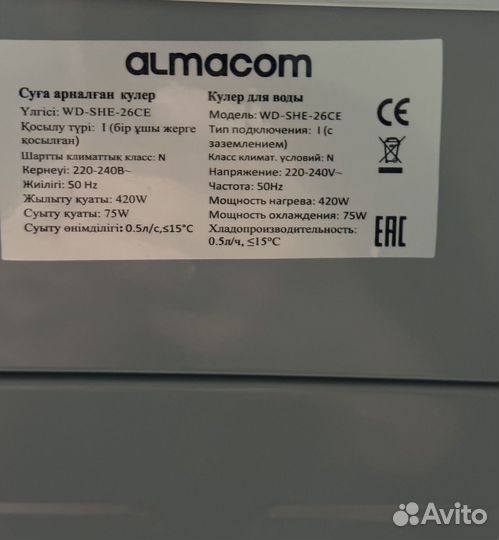 almacom
Суға арналған кулер
Үлгісі: WD-SHE-26CE
Қосылу түрі: I (бір ұшы жерге
қосылған)
Шартты климаттық класс: N
Кернеуі: 220-240В~
Жиілігі: 50 Hz
Жылыту қуаты: 420W
Суыту қуаты: 75W
Суыту өнімділігі: 0.5л/с,≤15°C
Кулер для воды
Модель: WD-SHE-26CE
Тип подключения: I (с
заземлением)
Класс климат. условий: N
Напряжение: 220-240V~
Частота: 50Hz
Мощность нагрева: 420W
Мощность охлаждения: 75W
Хладопроизводительность:
0.5л/ч, ≤15°C
CE
EAC
Avito